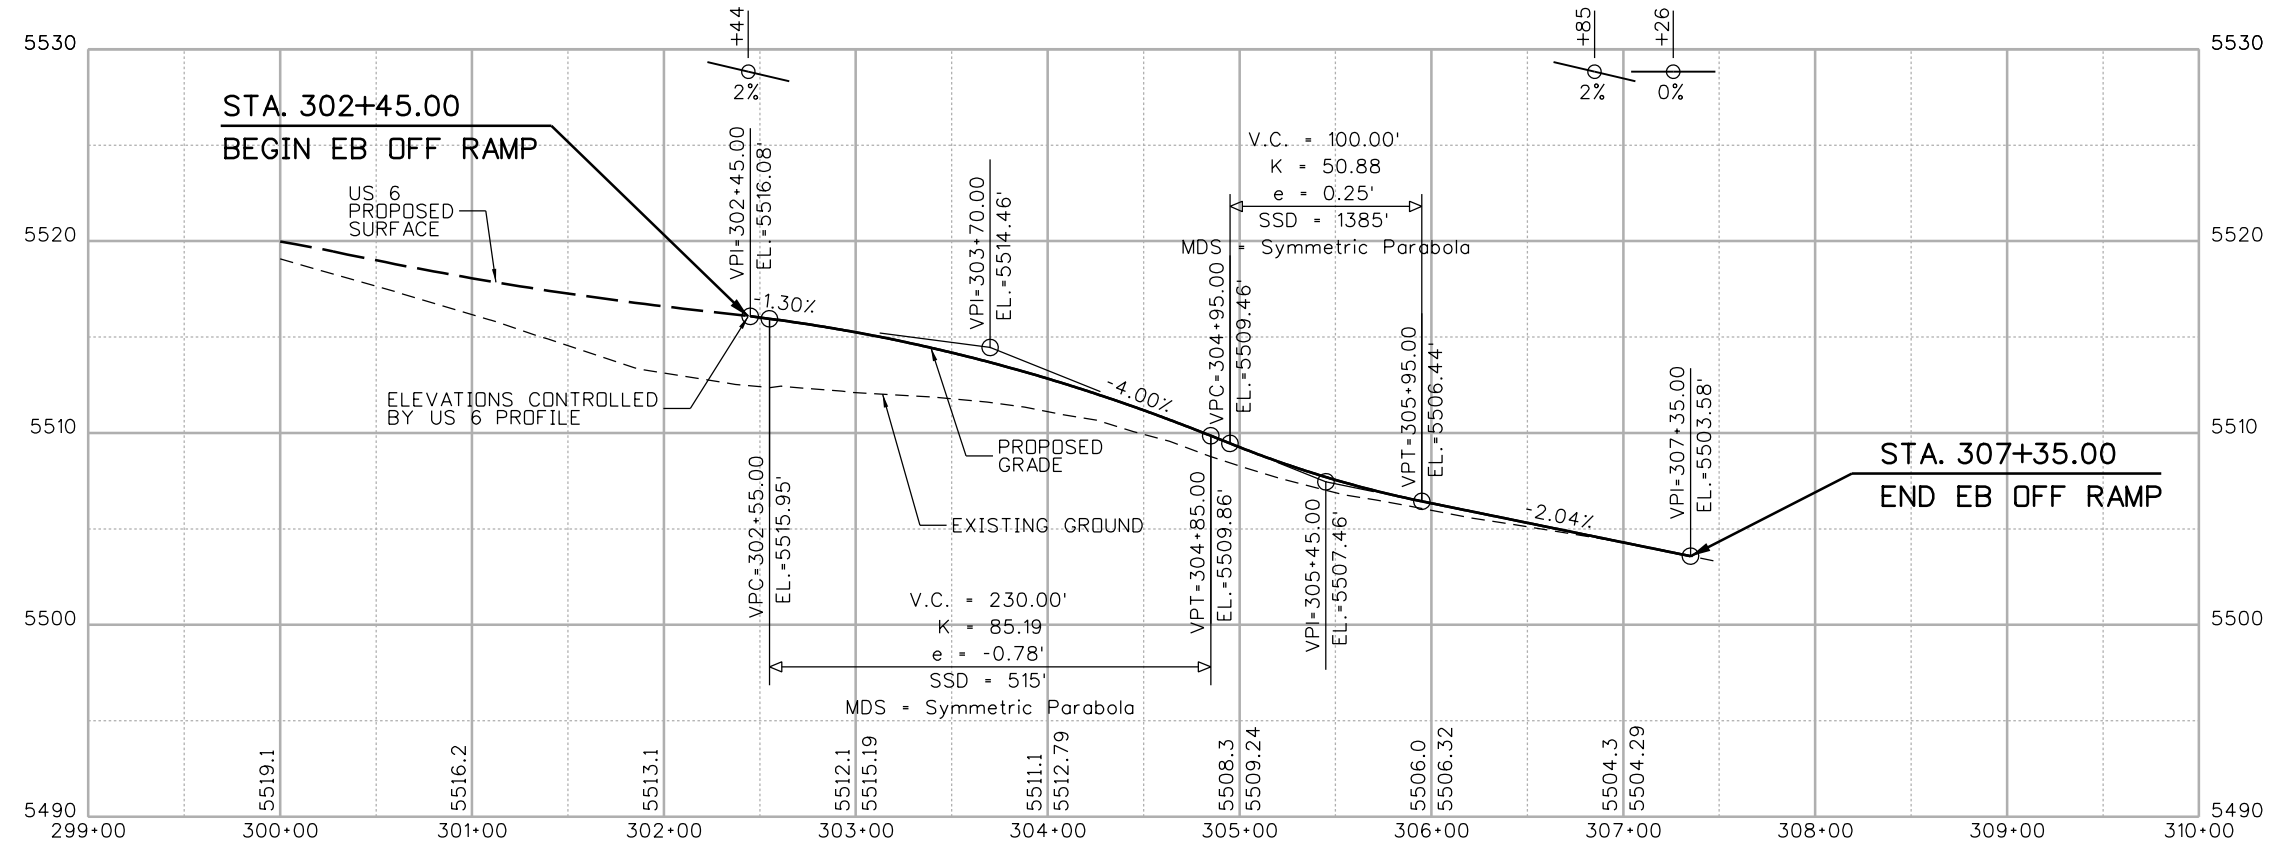 +44
+85
+26
5530
5530
2%
2%
0%
STA. 302+45.00
BEGIN EB OFF RAMP
US 6
PROPOSED
SURFACE
VPI=302+45.00
EL.=5516.08'
V.C. = 100.00'
K = 50.88
e = 0.25'
SSD = 1385'
MDS = Symmetric Parabola
VPI=303+70.00
EL.=5514.46'
5520
5520
-1.30%
VPC=304+95.00
EL.=5509.46'
-4.00%
VPT=305+95.00
EL.=5506.44'
ELEVATIONS CONTROLLED
BY US 6 PROFILE
5510
5510
PROPOSED
GRADE
VPI=307+35.00
EL.=5503.58'
STA. 307+35.00
END EB OFF RAMP
VPC=302+55.00
EL.=5515.95'
EXISTING GROUND
VPT=304+85.00
EL.=5509.86'
VPI=305+45.00
EL.=5507.46'
-2.04%
V.C. = 230.00'
K = 85.19
e = -0.78'
SSD = 515'
MDS = Symmetric Parabola
5500
5500
5519.1
5516.2
5513.1
5512.1
5515.19
5511.1
5512.79
5508.3
5509.24
5506.0
5506.32
5504.3
5504.29
5490
5490
299+00 300+00 301+00 302+00 303+00 304+00 305+00 306+00 307+00 308+00 309+00 310+00